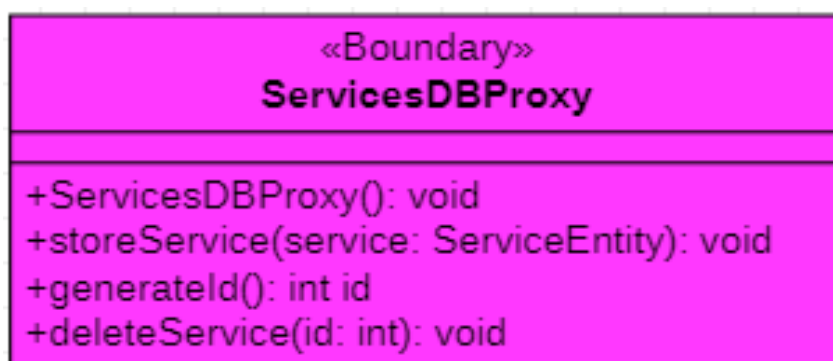 «Boundary»
ServicesDBProxy
+ServicesDBProxy(): void
+storeService(service: ServiceEntity): void
+generateId(): int id
+deleteService(id: int): void